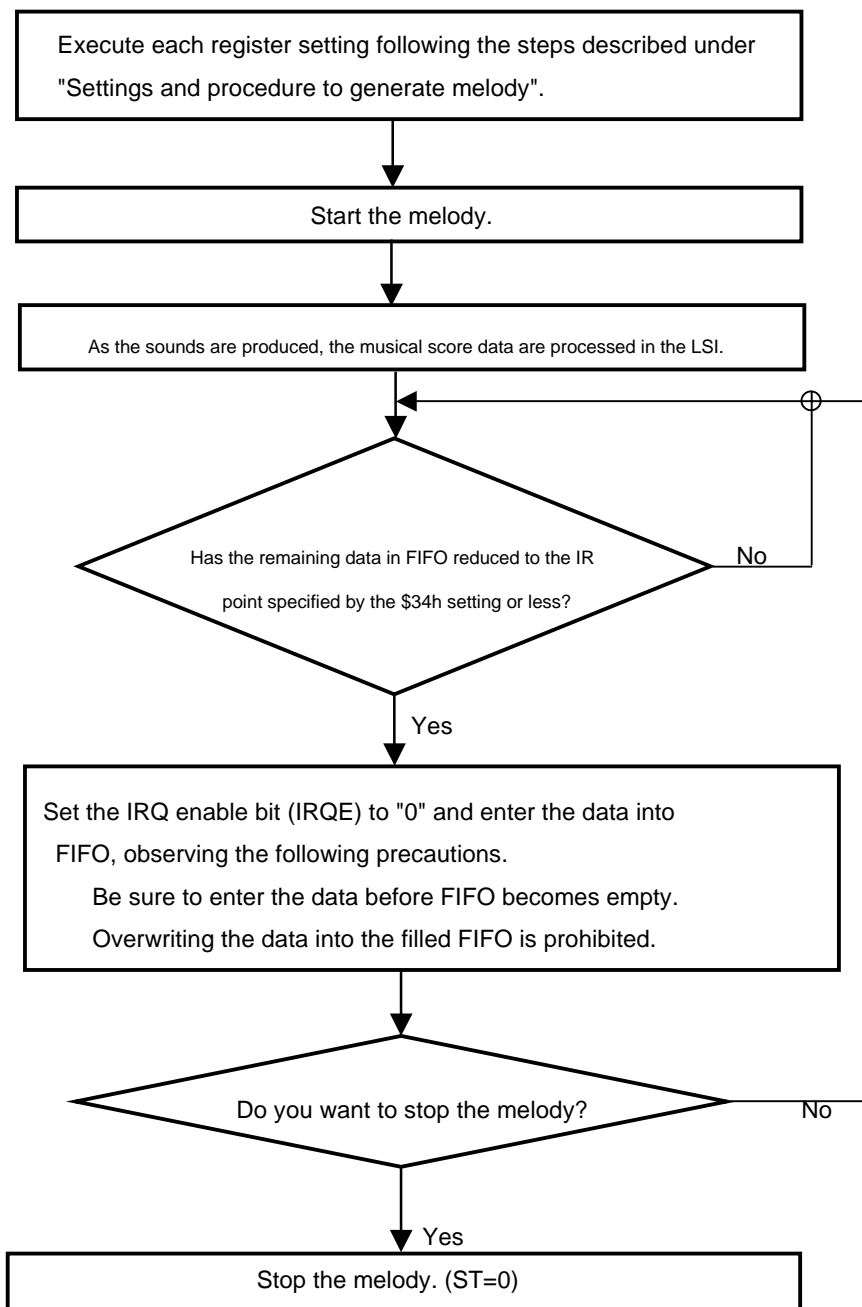 Execute each register setting following the steps described under
"Settings and procedure to generate melody".
Start the melody.
As the sounds are produced, the musical score data are processed in the LSI.
Has the remaining data in FIFO reduced to the IR
point specified by the $34h setting or less?
No
Yes
Set the IRQ enable bit (IRQE) to "0" and enter the data into
FIFO, observing the following precautions.
Be sure to enter the data before FIFO becomes empty.
Overwriting the data into the filled FIFO is prohibited.
Do you want to stop the melody?
No
Yes
Stop the melody. (ST=0)